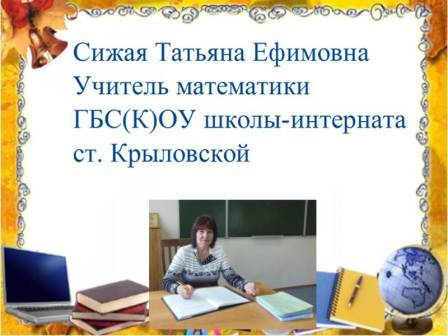 Сижая Татьяна Ефимовна
Учитель математики
ГБС(К)ОУ школы-интерната
ст. Крыловской